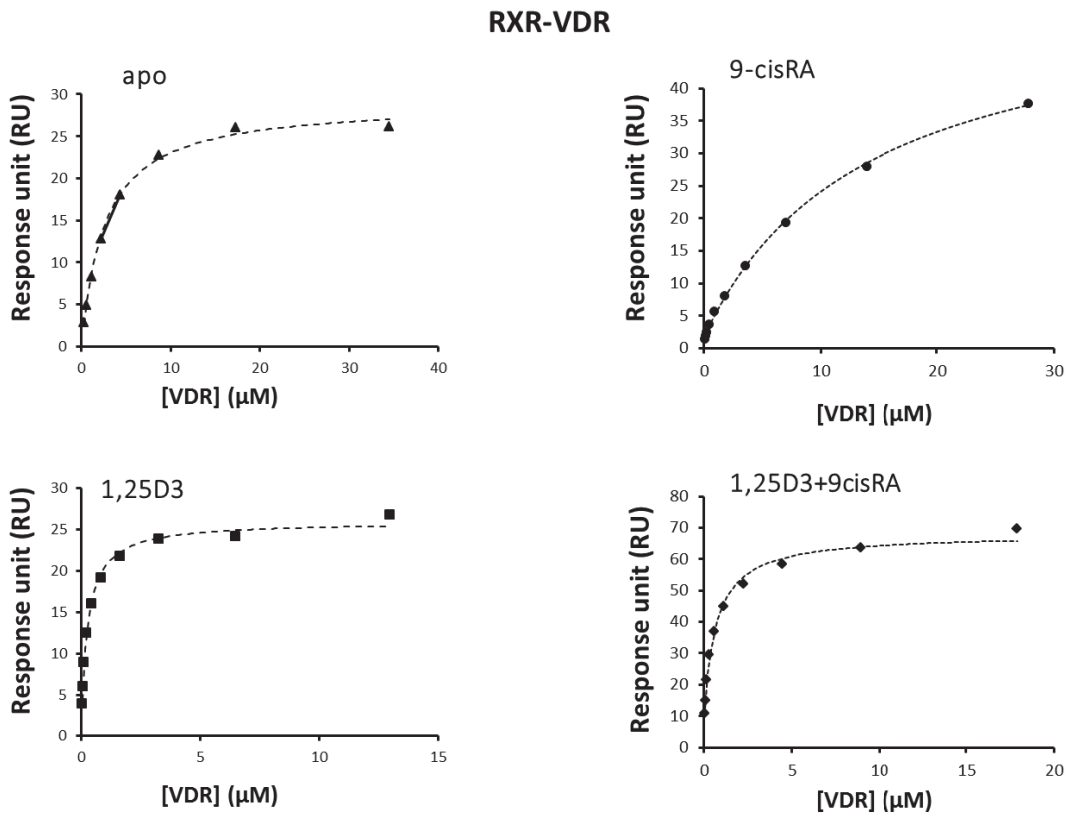 RXR-VDR
apo
Response unit (RU)
30
25
20
15
10
5
0
0 10 20 30 40
[VDR] (μM)
9-cisRA
Response unit (RU)
40
35
30
25
20
15
10
5
0
0 10 20 30
[VDR] (μM)
1,25D3
Response unit (RU)
30
25
20
15
10
5
0
0 5 10 15
[VDR] (μM)
1,25D3+9cisRA
Response unit (RU)
80
70
60
50
40
30
20
10
0
0 5 10 15 20
[VDR] (μM)